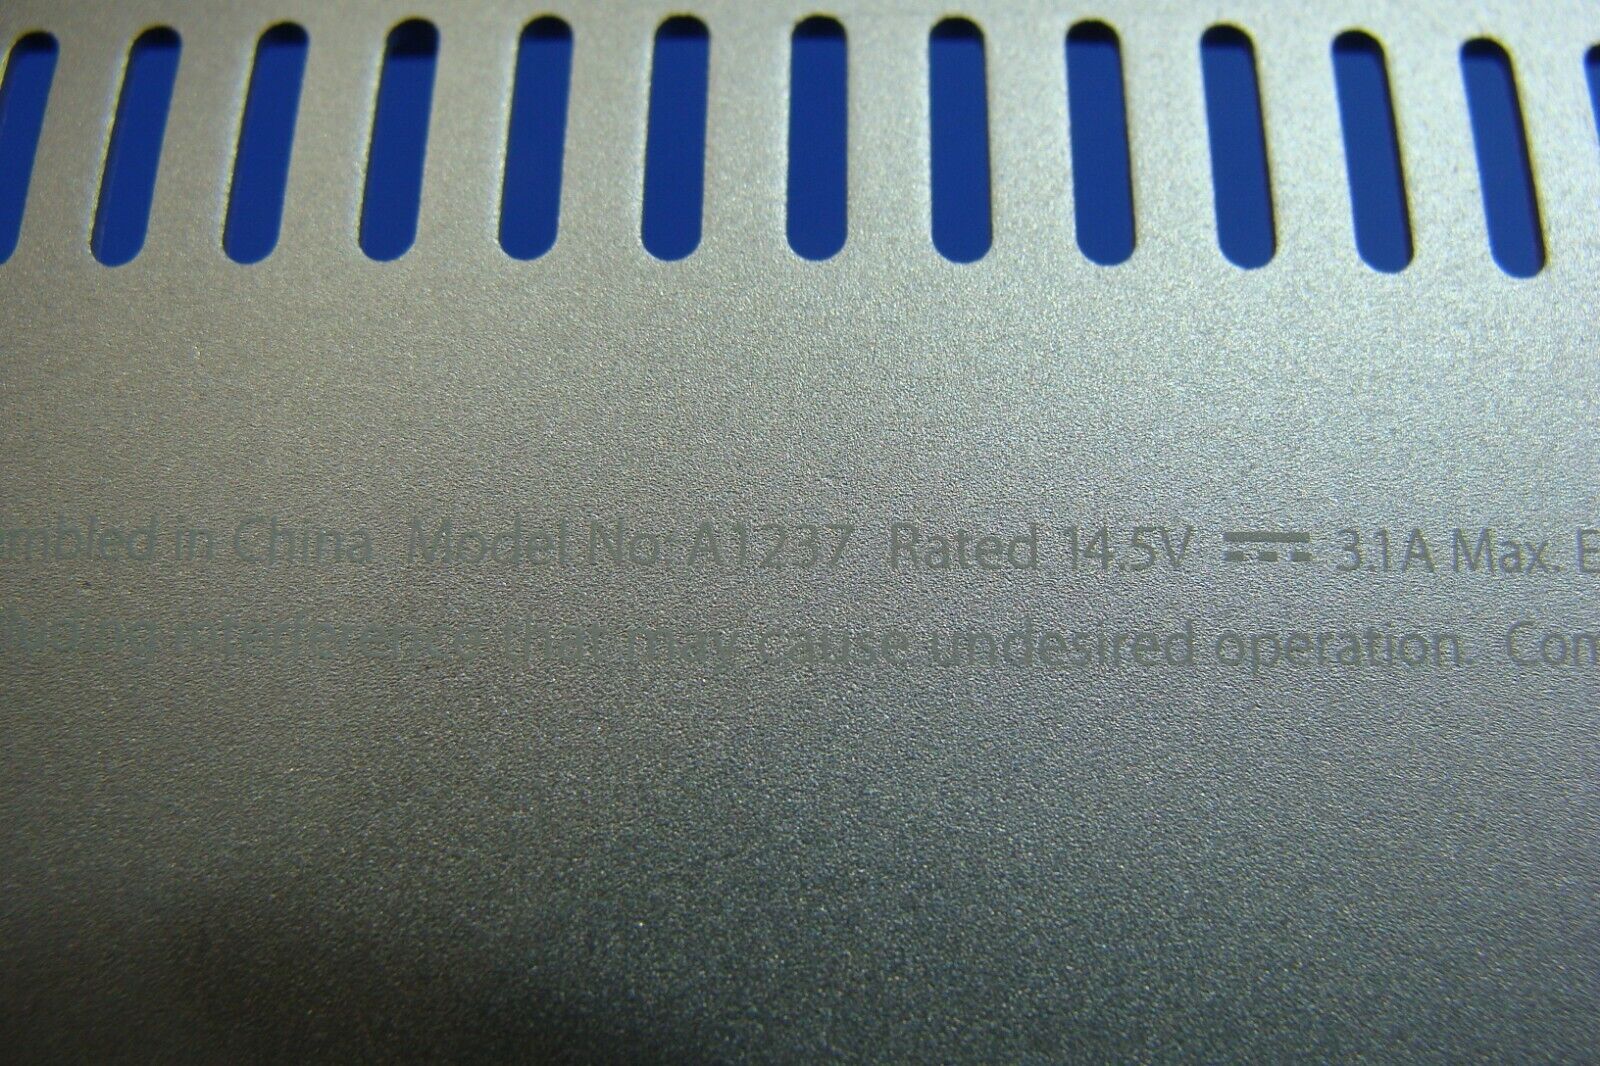 mbled in China Model No: A1237 Rated 14.5V ⎓ 3.1A Max. E
uding interference that may cause undesired operation. Com